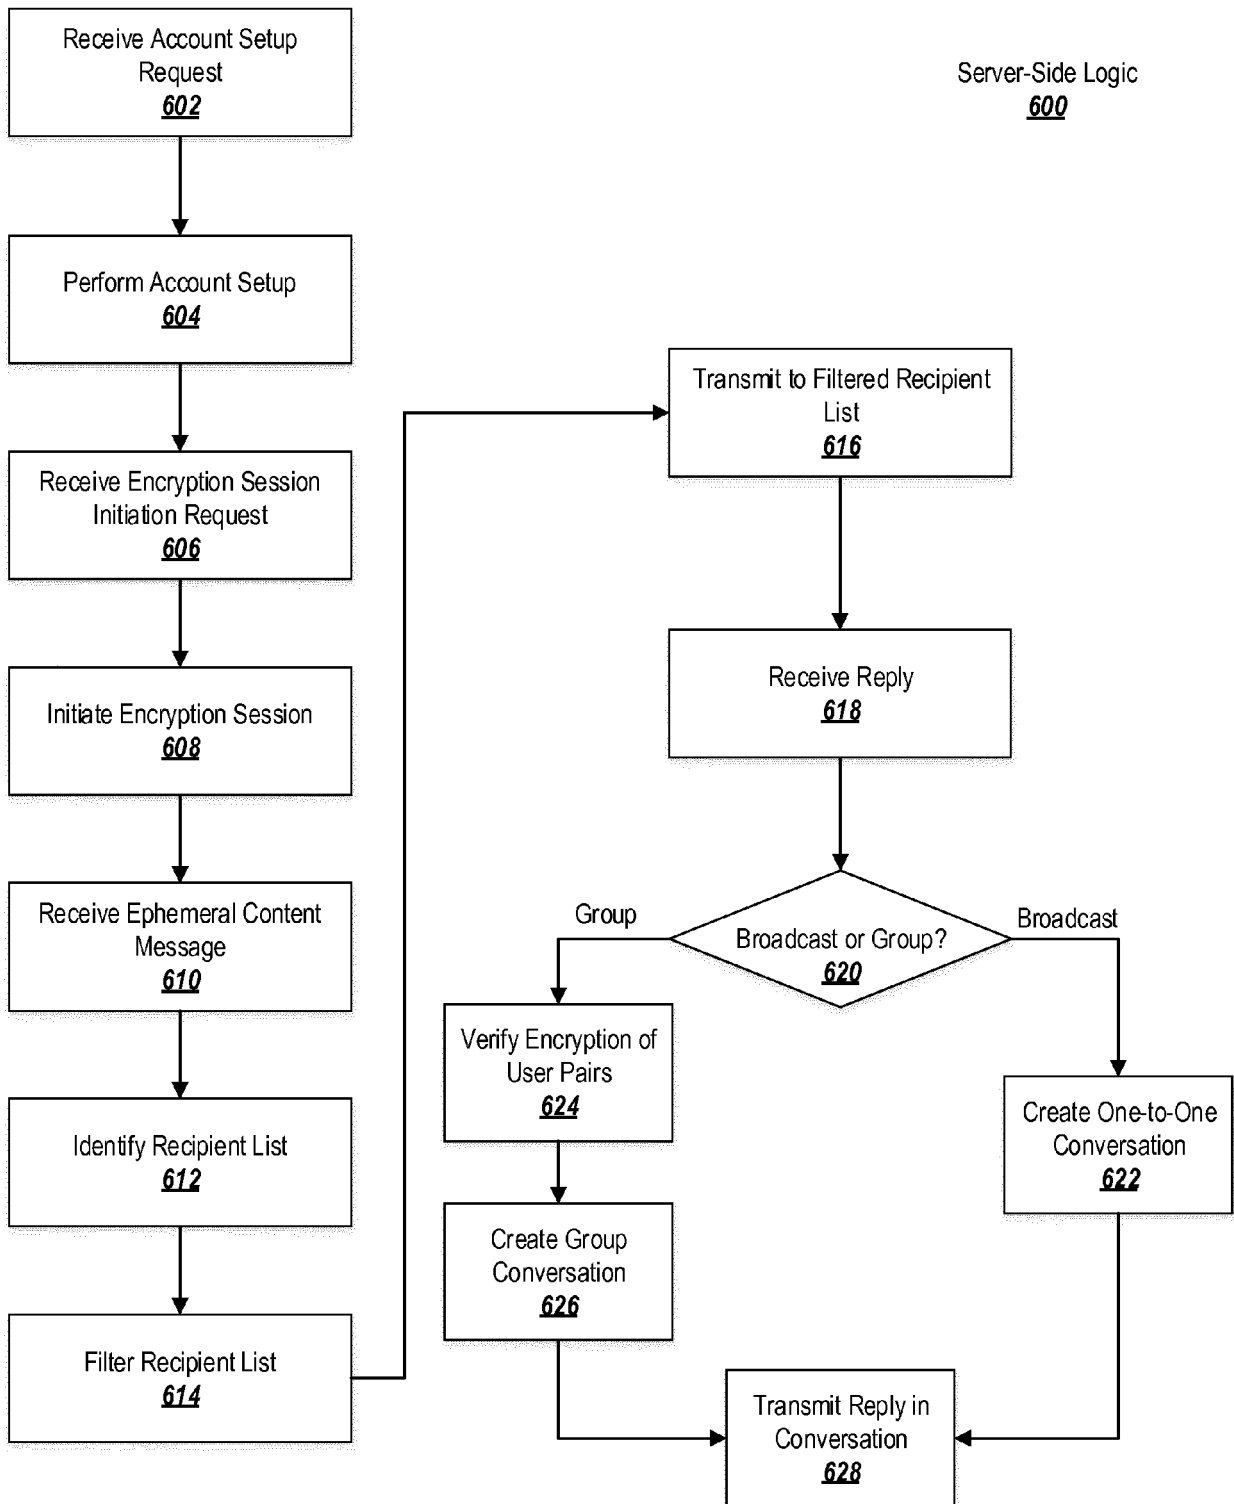 Receive Account Setup
Request
602
Server-Side Logic
600
Perform Account Setup
604
Receive Encryption Session
Initiation Request
606
Initiate Encryption Session
608
Receive Ephemeral Content
Message
610
Identify Recipient List
612
Filter Recipient List
614
Transmit to Filtered Recipient
List
616
Receive Reply
618
Broadcast or Group?
620
Group
Broadcast
Verify Encryption of
User Pairs
624
Create Group
Conversation
626
Create One-to-One
Conversation
622
Transmit Reply in
Conversation
628